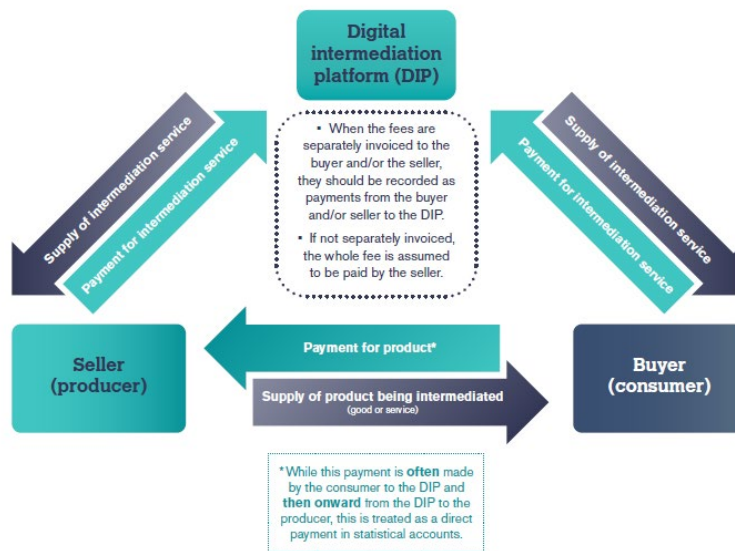 Digital
intermediation
platform (DIP)
Supply of intermediation service
Payment for intermediation service
▪ When the fees are
separately invoiced to the
buyer and/or the seller,
they should be recorded as
payments from the buyer
and/or seller to the DIP.
▪ If not separately invoiced,
the whole fee is assumed
to be paid by the seller.
Supply of intermediation service
Payment for intermediation service
Seller
(producer)
Payment for product*
Supply of product being intermediated
(good or service)
Buyer
(consumer)
*While this payment is often made
by the consumer to the DIP and
then onward from the DIP to the
producer, this is treated as a direct
payment in statistical accounts.